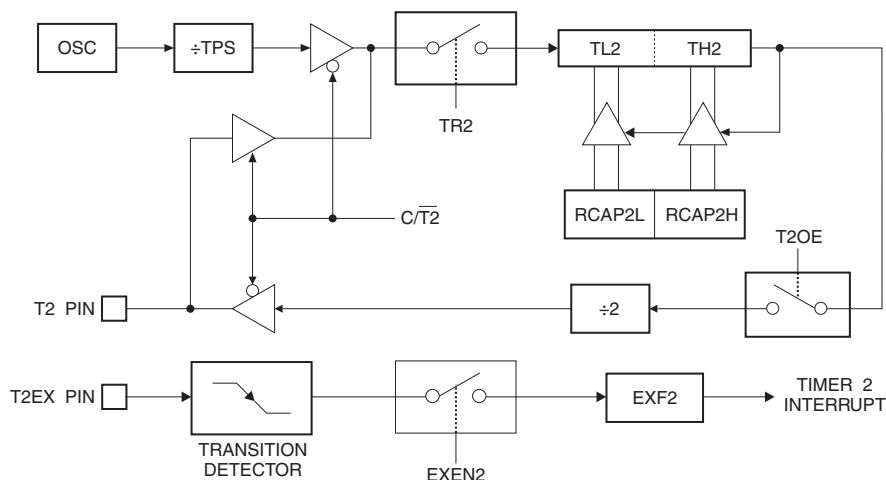 OSC
÷TPS
TL2
TH2
TR2
RCAP2L
RCAP2H
C/T̅2̅
T2OE
T2 PIN
÷2
T2EX PIN
EXF2
TIMER 2
INTERRUPT
TRANSITION
DETECTOR
EXEN2